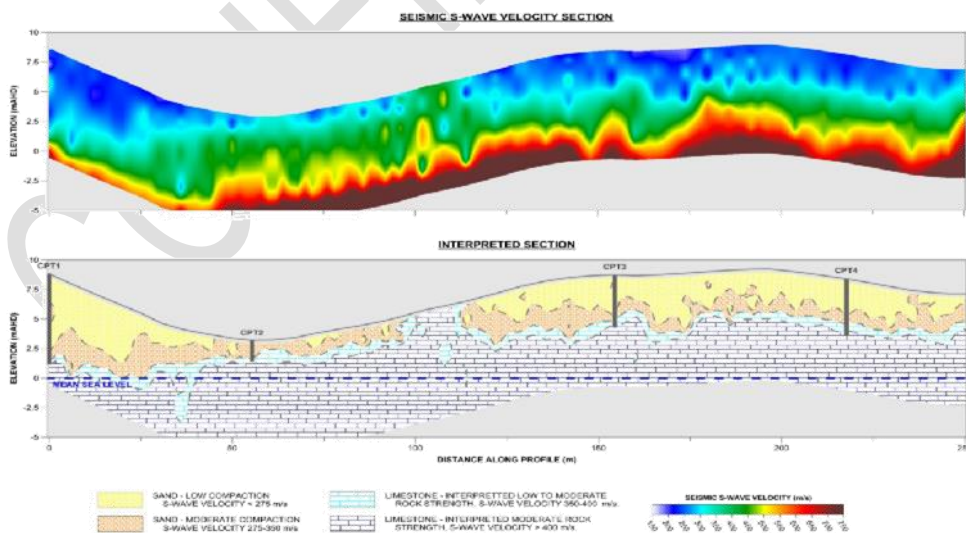 SEISMIC S-WAVE VELOCITY SECTION
10
7.5
5
2.5
0
-2.5
-5
ELEVATION (mAHD)
INTERPRETED SECTION
CPT1
CPT2
CPT3
CPT4
10
7.5
5
2.5
0
-2.5
-5
ELEVATION (mAHD)
MEAN SEA LEVEL
0
50
100
150
200
250
DISTANCE ALONG PROFILE (m)
SAND - LOW COMPACTION
S-WAVE VELOCITY < 275 m/s
SAND - MODERATE COMPACTION
S-WAVE VELOCITY 275-350 m/s
LIMESTONE - INTERPRETTED LOW TO MODERATE
ROCK STRENGTH, S-WAVE VELOCITY 350-400 m/s.
LIMESTONE - INTERPRETED MODERATE ROCK
STRENGTH, S-WAVE VELOCITY > 400 m/s.
SEISMIC S-WAVE VELOCITY (m/s)